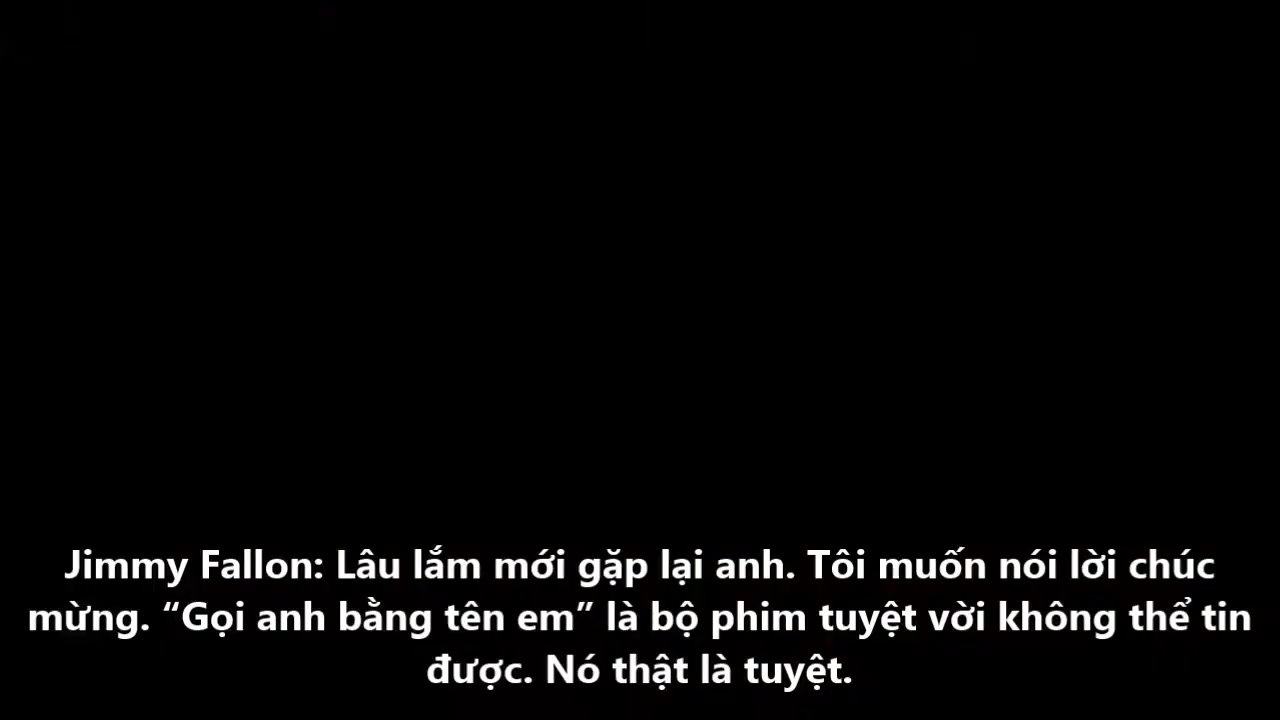 Jimmy Fallon: Lâu lắm mới gặp lại anh. Tôi muốn nói lời chúc
mừng. “Gọi anh bằng tên em” là bộ phim tuyệt vời không thể tin
được. Nó thật là tuyệt.